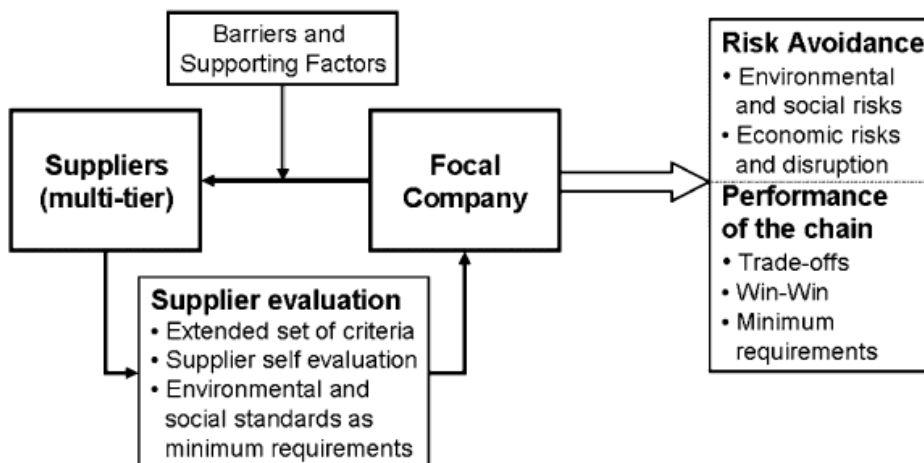 Barriers and
Supporting Factors
Suppliers
(multi-tier)
Focal
Company
Supplier evaluation
• Extended set of criteria
• Supplier self evaluation
• Environmental and
social standards as
minimum requirements
Risk Avoidance
• Environmental
and social risks
• Economic risks
and disruption
Performance
of the chain
• Trade-offs
• Win-Win
• Minimum
requirements